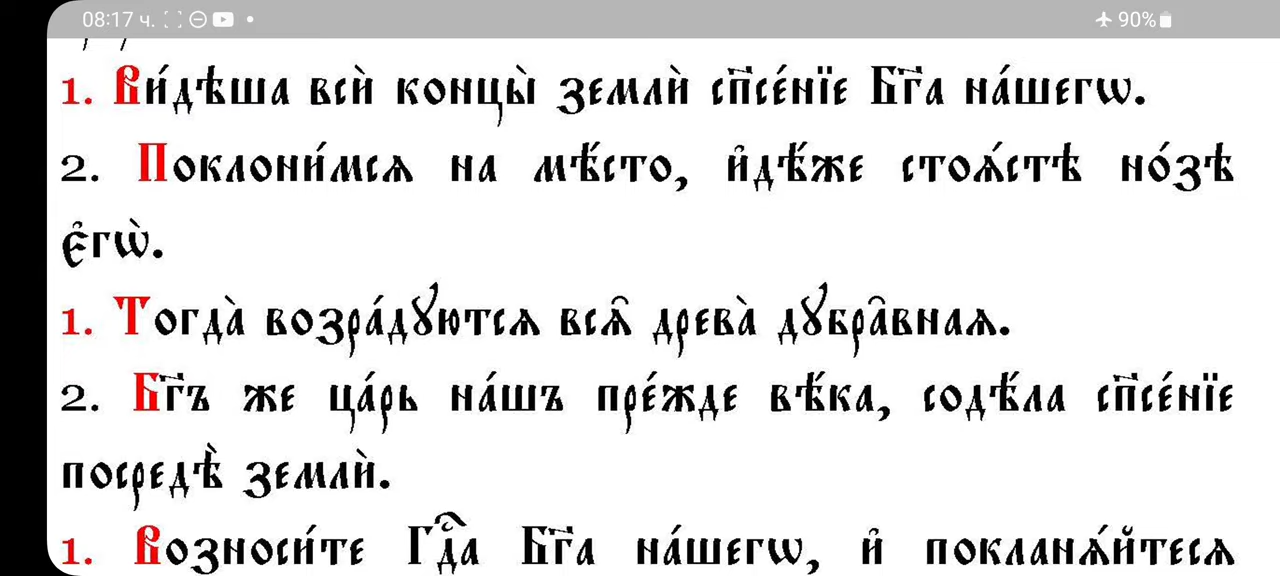 08:17 ч. 90%
1. Ви́дѣша всѝ концы̀ землѝ сп҃се́нїе Бг҃а на́шегѡ.
2. Поклони́мсѧ на мѣ́сто, и҆дѣ́же стоѧ́стѣ но́зѣ
є҆гѡ̀.
1. Тогда̀ возра́дꙋютсѧ всѧ̑ древа̀ дꙋбра̑внаѧ.
2. Бг҃ъ же ца́рь на́шъ пре́жде вѣ́ка, содѣ́ла сп҃се́нїе
посредѣ̀ землѝ.
1. Возноси́те Гдⷭ҇а Бг҃а на́шегѡ, и҆ покланѧ́йтесѧ